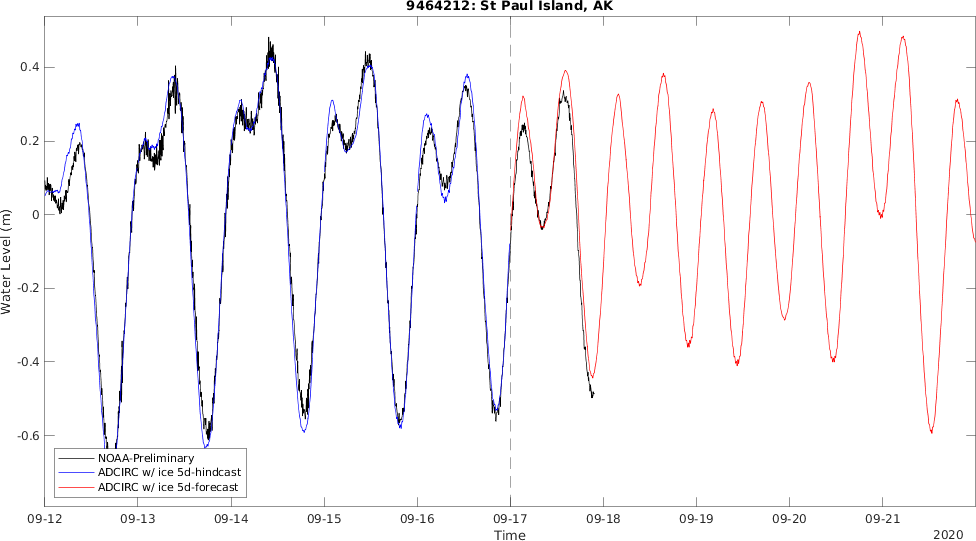 9464212: St Paul Island, AK
Water Level (m)
0.4
0.2
0
-0.2
-0.4
-0.6
NOAA-Preliminary
ADCIRC w/ ice 5d-hindcast
ADCIRC w/ ice 5d-forecast
09-12 09-13 09-14 09-15 09-16 09-17 09-18 09-19 09-20 09-21
Time
2020